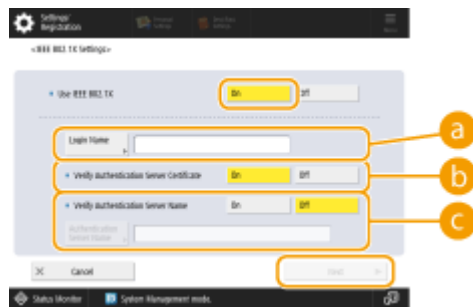 Settings/
Registration
<IEEE 802.1X Settings>
Use IEEE 802.1X
On
Off
Login Name
a
Verify Authentication Server Certificate
On
Off
b
Verify Authentication Server Name
On
Off
c
Authentication
Server Name
Cancel
Next
Status Monitor
System Management mode.